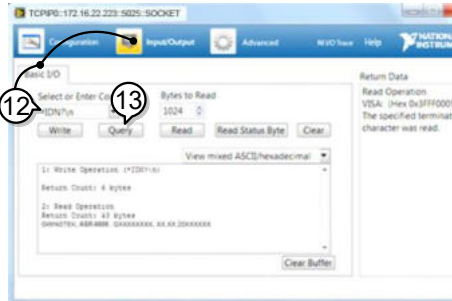 TCPIP0::172.16.22.223::5025::SOCKET
Configuration Input/Output Advanced NI I/O Trace Help NATION
INSTRUM
Basic I/O
Return Data
12 Select or Enter Co 13 Bytes to Read
*IDN?\n 1024
Write Query Read Read Status Byte Clear
Read Operation
VISA: (Hex 0x3FFF0005
The specified terminat
character was read.
View mixed ASCII/hexadecimal
1: Write Operation (*IDN?\n)
Return Count: 6 bytes
2: Read Operation
Return Count: 43 bytes
Clear Buffer